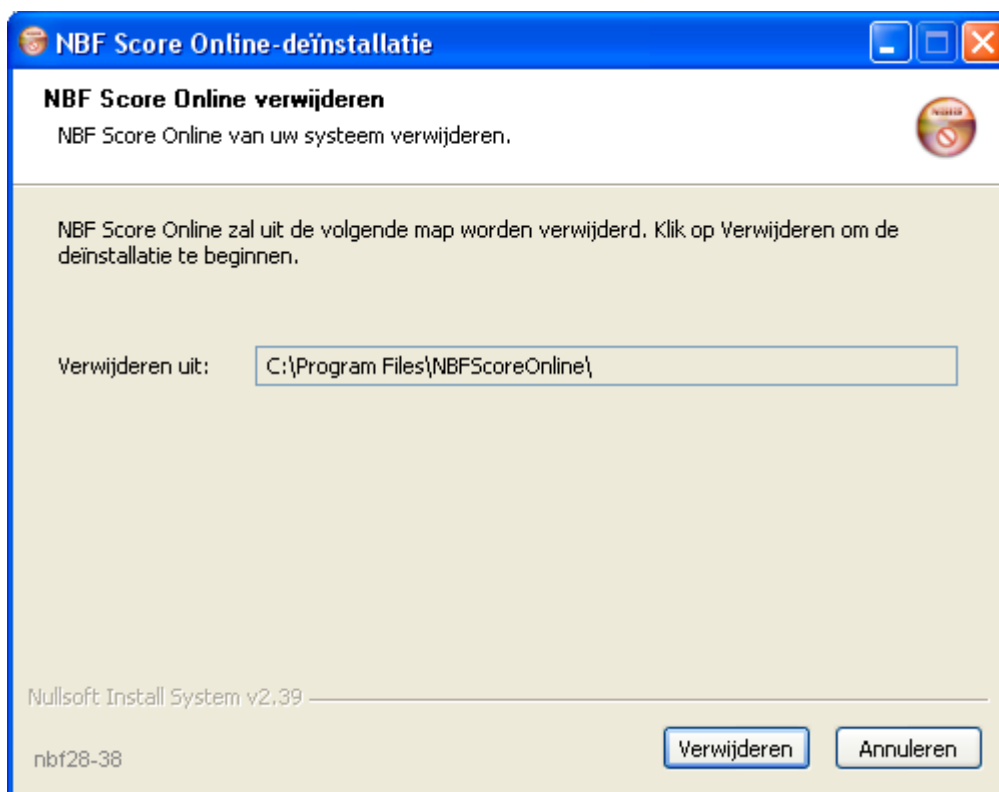 NBF Score Online-deïnstallatie
NBF Score Online verwijderen
NBF Score Online van uw systeem verwijderen.
NBF Score Online zal uit de volgende map worden verwijderd. Klik op Verwijderen om de
deïnstallatie te beginnen.
Verwijderen uit: C:\Program Files\NBFScoreOnline\
Nullsoft Install System v2.39
nbf28-38
Verwijderen Annuleren